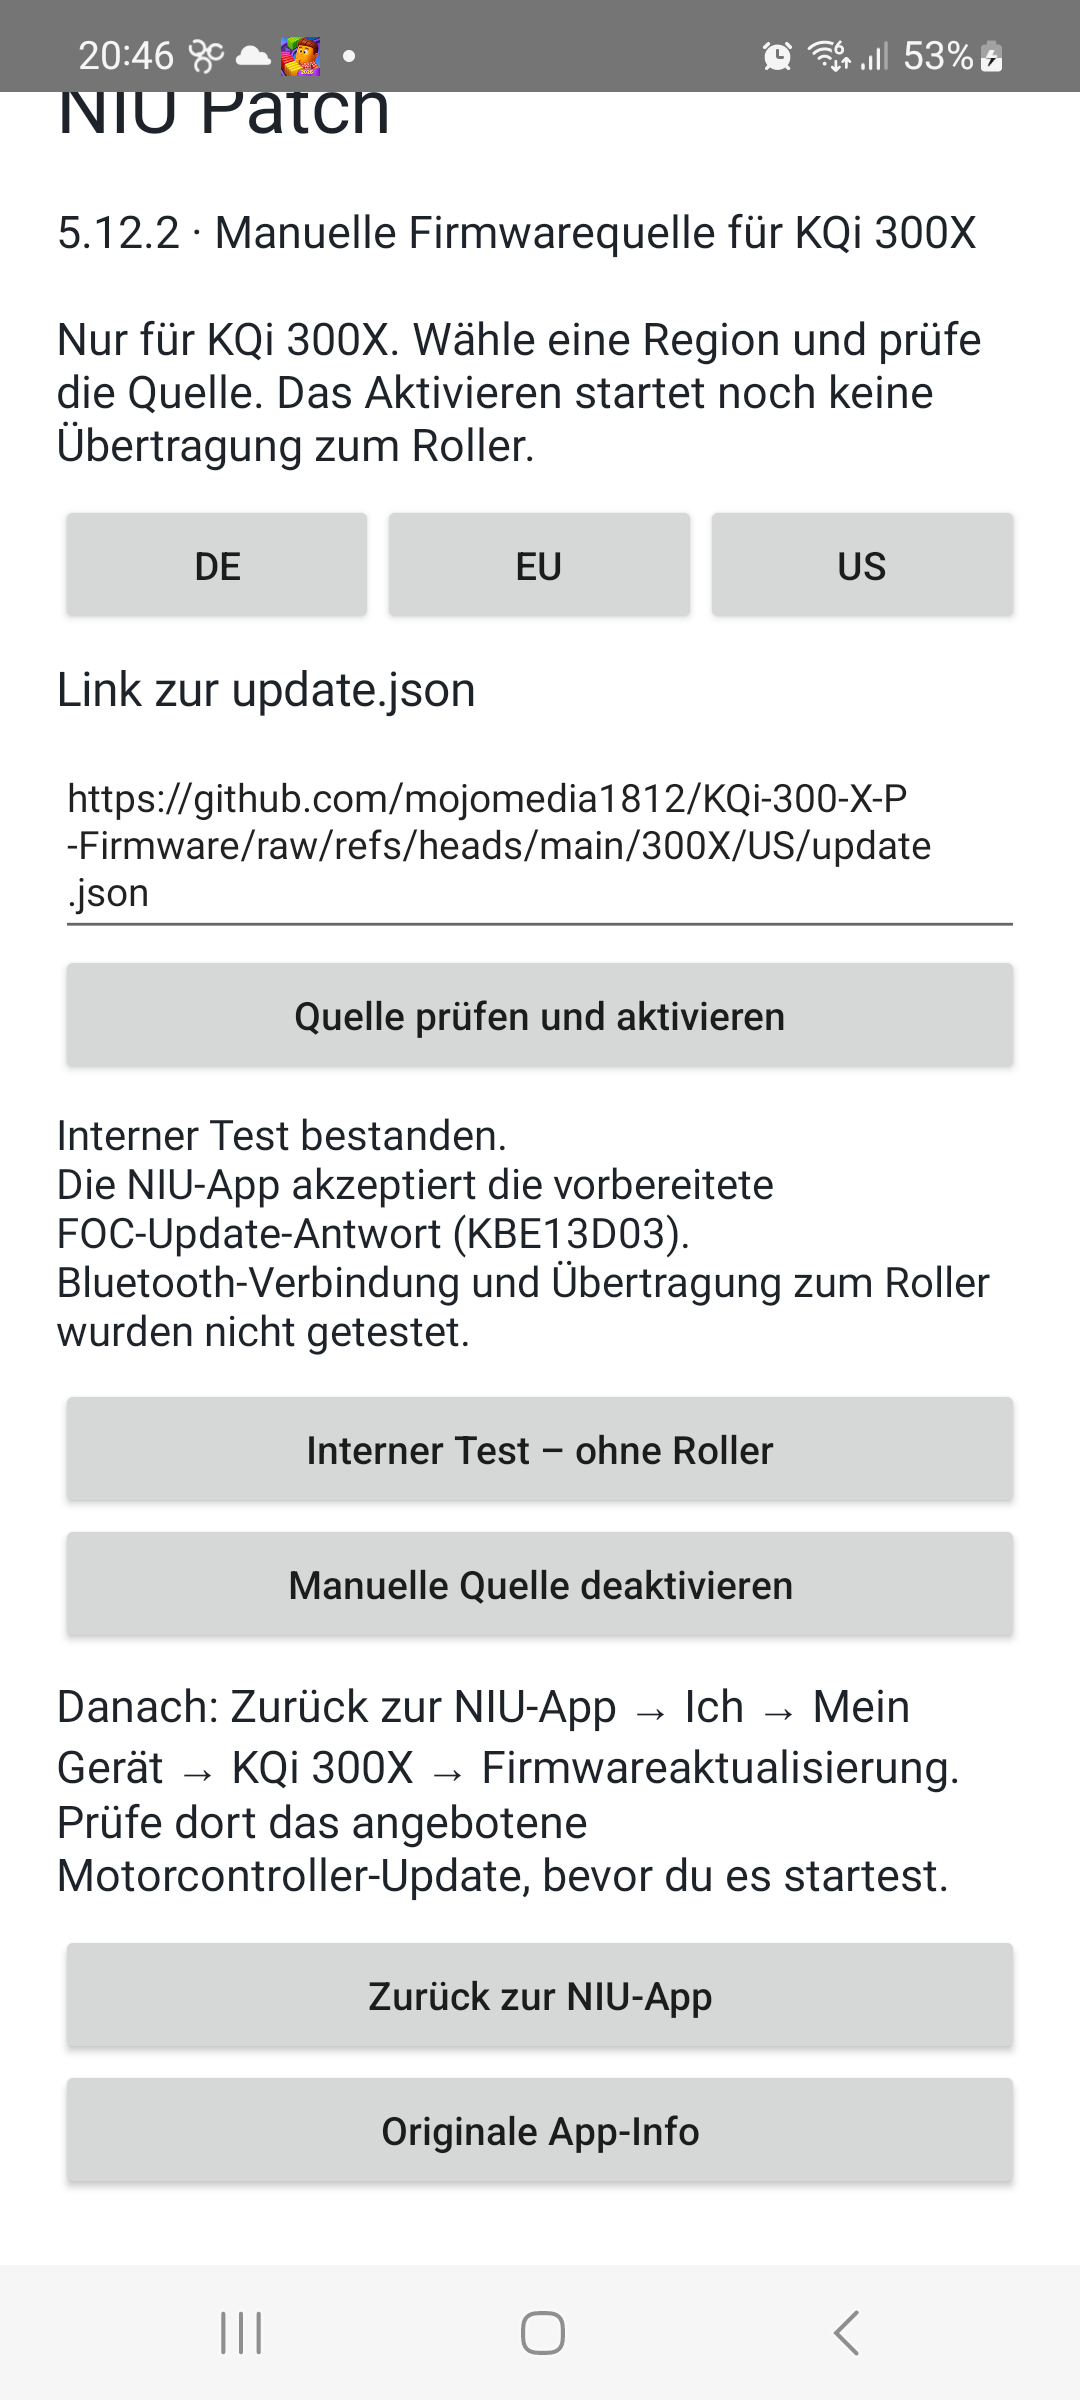 20:46
53%
NIU Patch
5.12.2 · Manuelle Firmwarequelle für KQi 300X
Nur für KQi 300X. Wähle eine Region und prüfe
die Quelle. Das Aktivieren startet noch keine
Übertragung zum Roller.
DE
EU
US
Link zur update.json
https://github.com/mojomedia1812/KQi-300-X-P
-Firmware/raw/refs/heads/main/300X/US/update
.json
Quelle prüfen und aktivieren
Interner Test bestanden.
Die NIU-App akzeptiert die vorbereitete
FOC-Update-Antwort (KBE13D03).
Bluetooth-Verbindung und Übertragung zum Roller
wurden nicht getestet.
Interner Test – ohne Roller
Manuelle Quelle deaktivieren
Danach: Zurück zur NIU-App → Ich → Mein
Gerät → KQi 300X → Firmwareaktualisierung.
Prüfe dort das angebotene
Motorcontroller-Update, bevor du es startest.
Zurück zur NIU-App
Originale App-Info